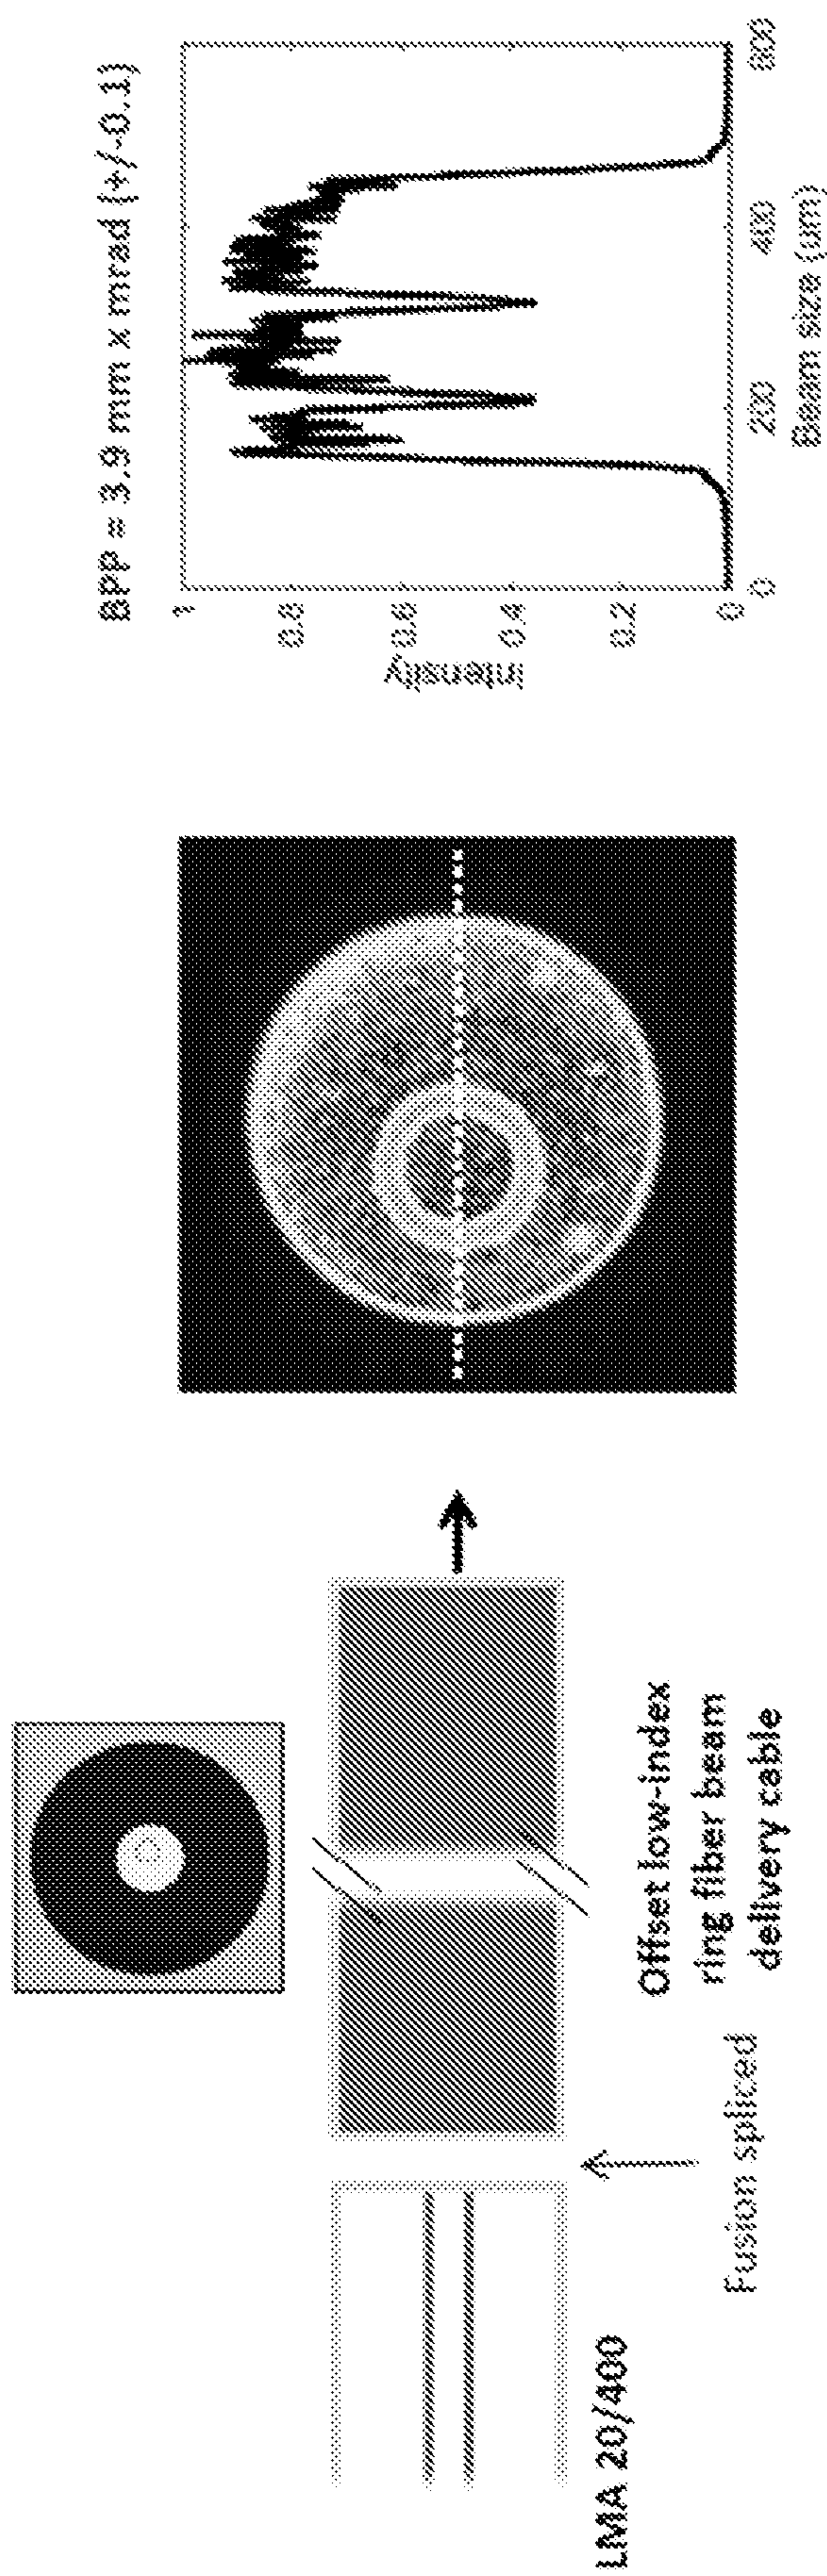 LMA 20/400
Fusion spliced
Offset low-index
ring fiber beam
delivery cable
BPP = 3.9 mm x mrad (+/-0.1)
intensity
1
0.8
0.6
0.4
0.2
0
0 200 400 600
Beam size (um)